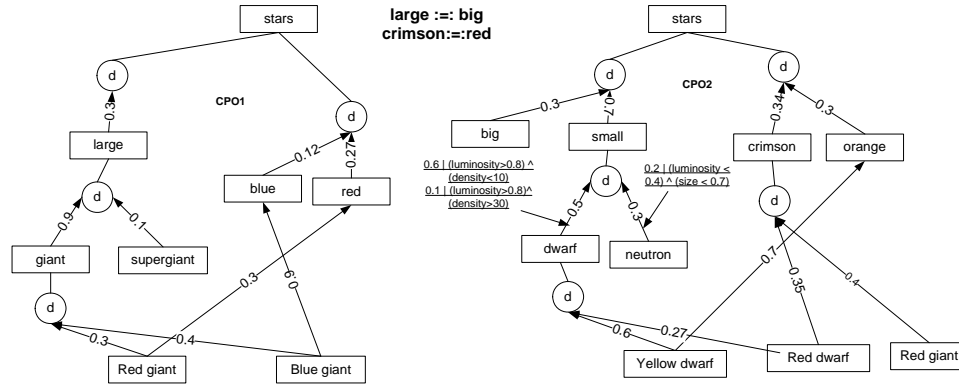 large :=: big
crimson:=:red
stars
d
CPO1
0.3
d
large
0.12
0.27
blue
red
d
0.9
0.1
giant
supergiant
0.3
0.9
d
0.3
0.4
Red giant
Blue giant
stars
d
d
CPO2
0.3
0.7
0.34
0.3
big
small
crimson
orange
0.6 | (luminosity>0.8) ^
(density<10)
0.1 | (luminosity>0.8)^
(density>30)
0.2 | (luminosity <
0.4) ^ (size < 0.7)
d
0.5
0.3
d
dwarf
neutron
0.7
0.35
0.4
d
0.6
0.27
Yellow dwarf
Red dwarf
Red giant